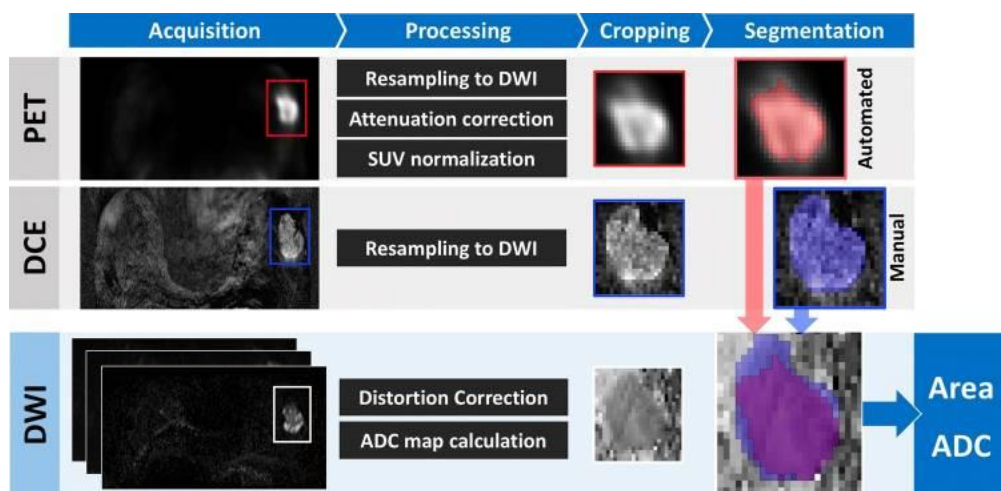 Acquisition
Processing
Cropping
Segmentation
PET
Resampling to DWI
Attenuation correction
SUV normalization
Automated
DCE
Resampling to DWI
Manual
DWI
Distortion Correction
ADC map calculation
Area
ADC